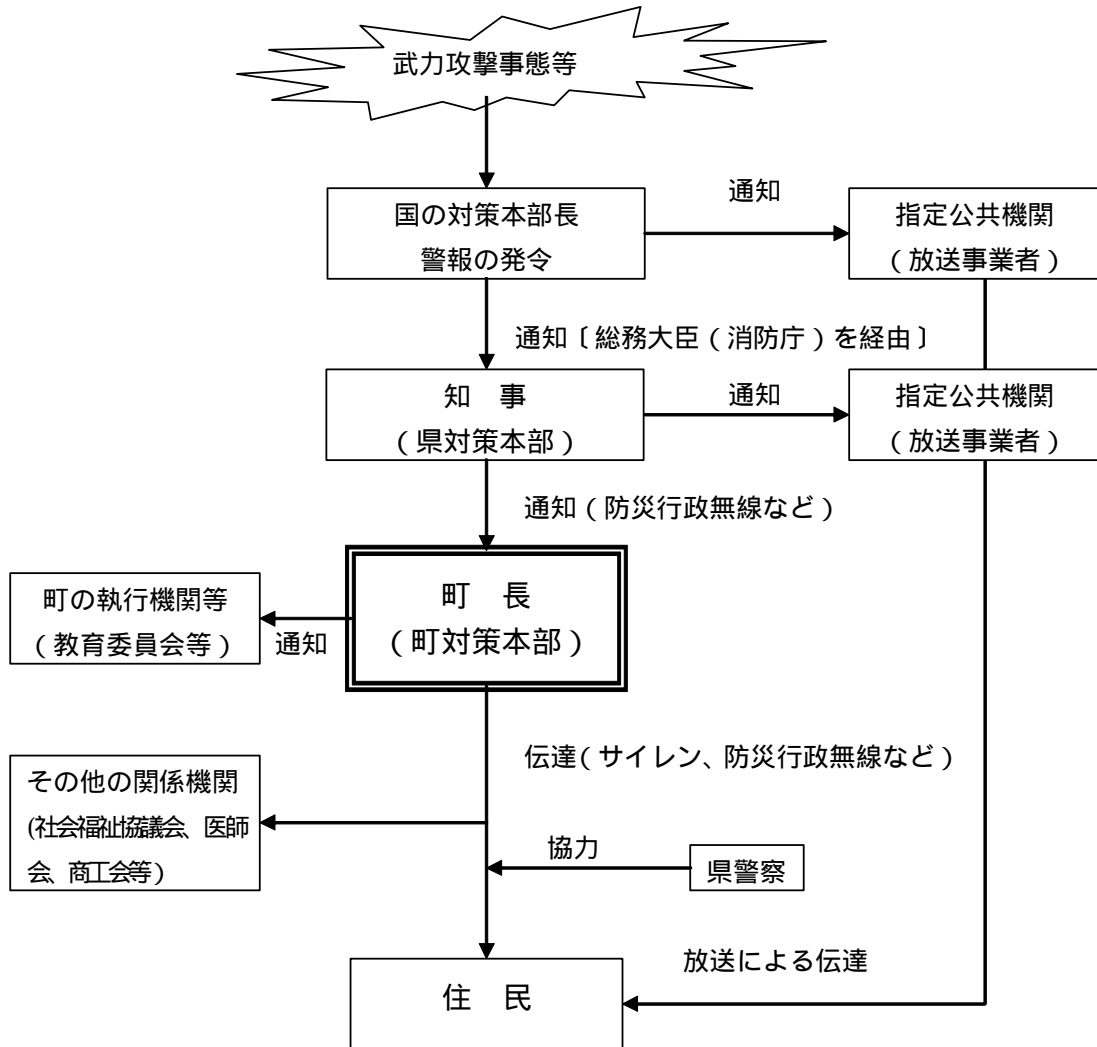 武力攻撃事態等
国の対策本部長
警報の発令
通知
指定公共機関
(放送事業者)
通知〔総務大臣(消防庁)を経由〕
知 事
(県対策本部)
通知
指定公共機関
(放送事業者)
通知(防災行政無線など)
町 長
(町対策本部)
町の執行機関等
(教育委員会等)
通知
伝達(サイレン、防災行政無線など)
その他の関係機関
(社会福祉協議会、医師
会、商工会等)
協力
県警察
放送による伝達
住 民